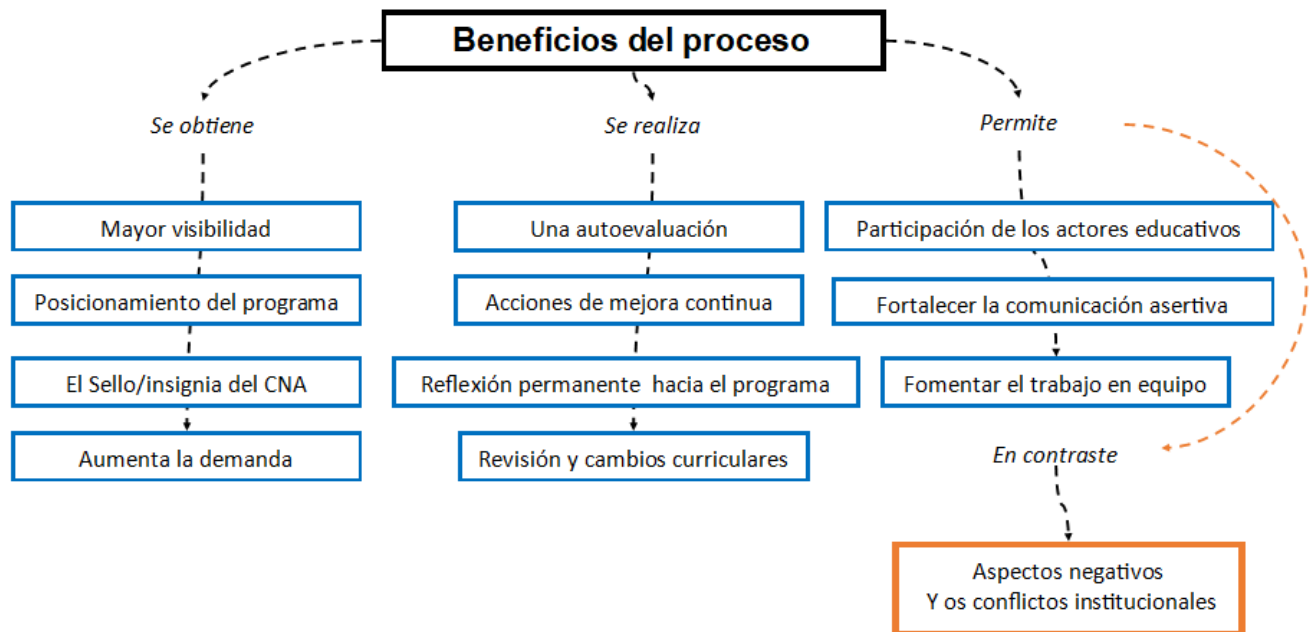 Beneficios del proceso
Se obtiene
Mayor visibilidad
Posicionamiento del programa
El Sello/insignia del CNA
Aumenta la demanda
Se realiza
Una autoevaluación
Acciones de mejora continua
Reflexión permanente hacia el programa
Revisión y cambios curriculares
Permite
Participación de los actores educativos
Fortalecer la comunicación asertiva
Fomentar el trabajo en equipo
En contraste
Aspectos negativos
Y os conflictos institucionales